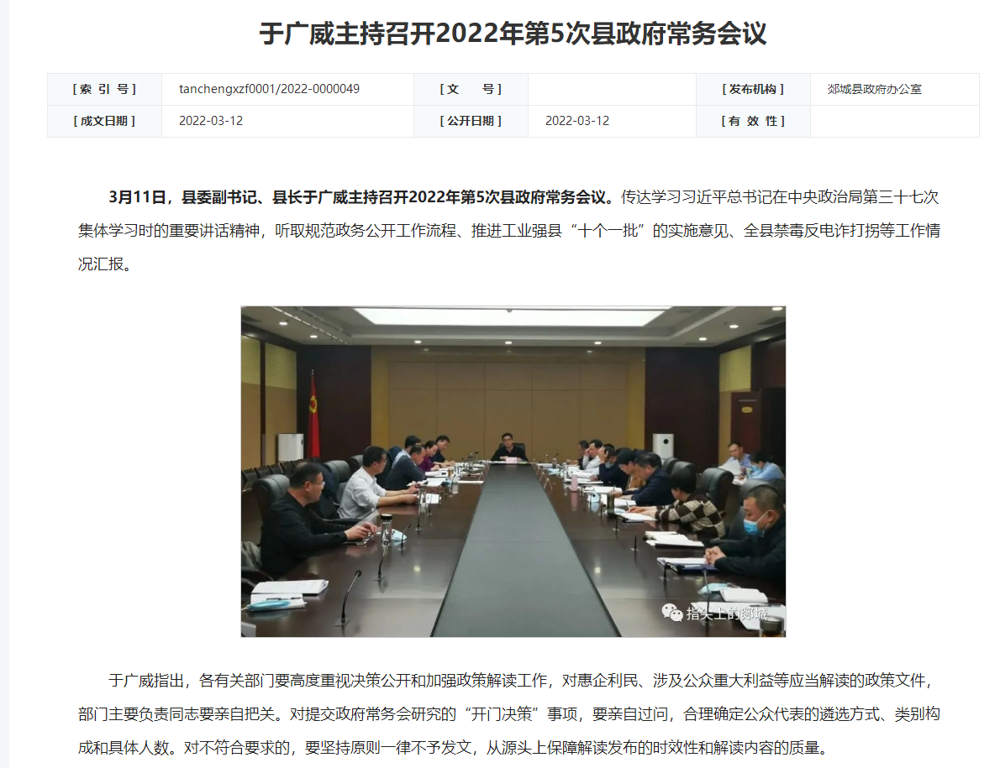 于广威主持召开2022年第5次县政府常务会议
[ 索 引 号 ] tanchengxzf0001/2022-0000049 [ 文 号 ] [ 发布机构 ] 郯城县政府办公室
[ 成文日期 ] 2022-03-12 [ 公开日期 ] 2022-03-12 [ 有 效 性 ]
3月11日，县委副书记、县长于广威主持召开2022年第5次县政府常务会议。传达学习习近平总书记在中央政治局第三十七次
集体学习时的重要讲话精神，听取规范政务公开工作流程、推进工业强县“十个一批”的实施意见、全县禁毒反电诈打拐等工作情
况汇报。
指尖上的郯城
于广威指出，各有关部门要高度重视决策公开和加强政策解读工作，对惠企利民、涉及公众重大利益等应当解读的政策文件，
部门主要负责同志要亲自把关。对提交政府常务会研究的“开门决策”事项，要亲自过问，合理确定公众代表的遴选方式、类别构
成和具体人数。对不符合要求的，要坚持原则一律不予发文，从源头上保障解读发布的时效性和解读内容的质量。